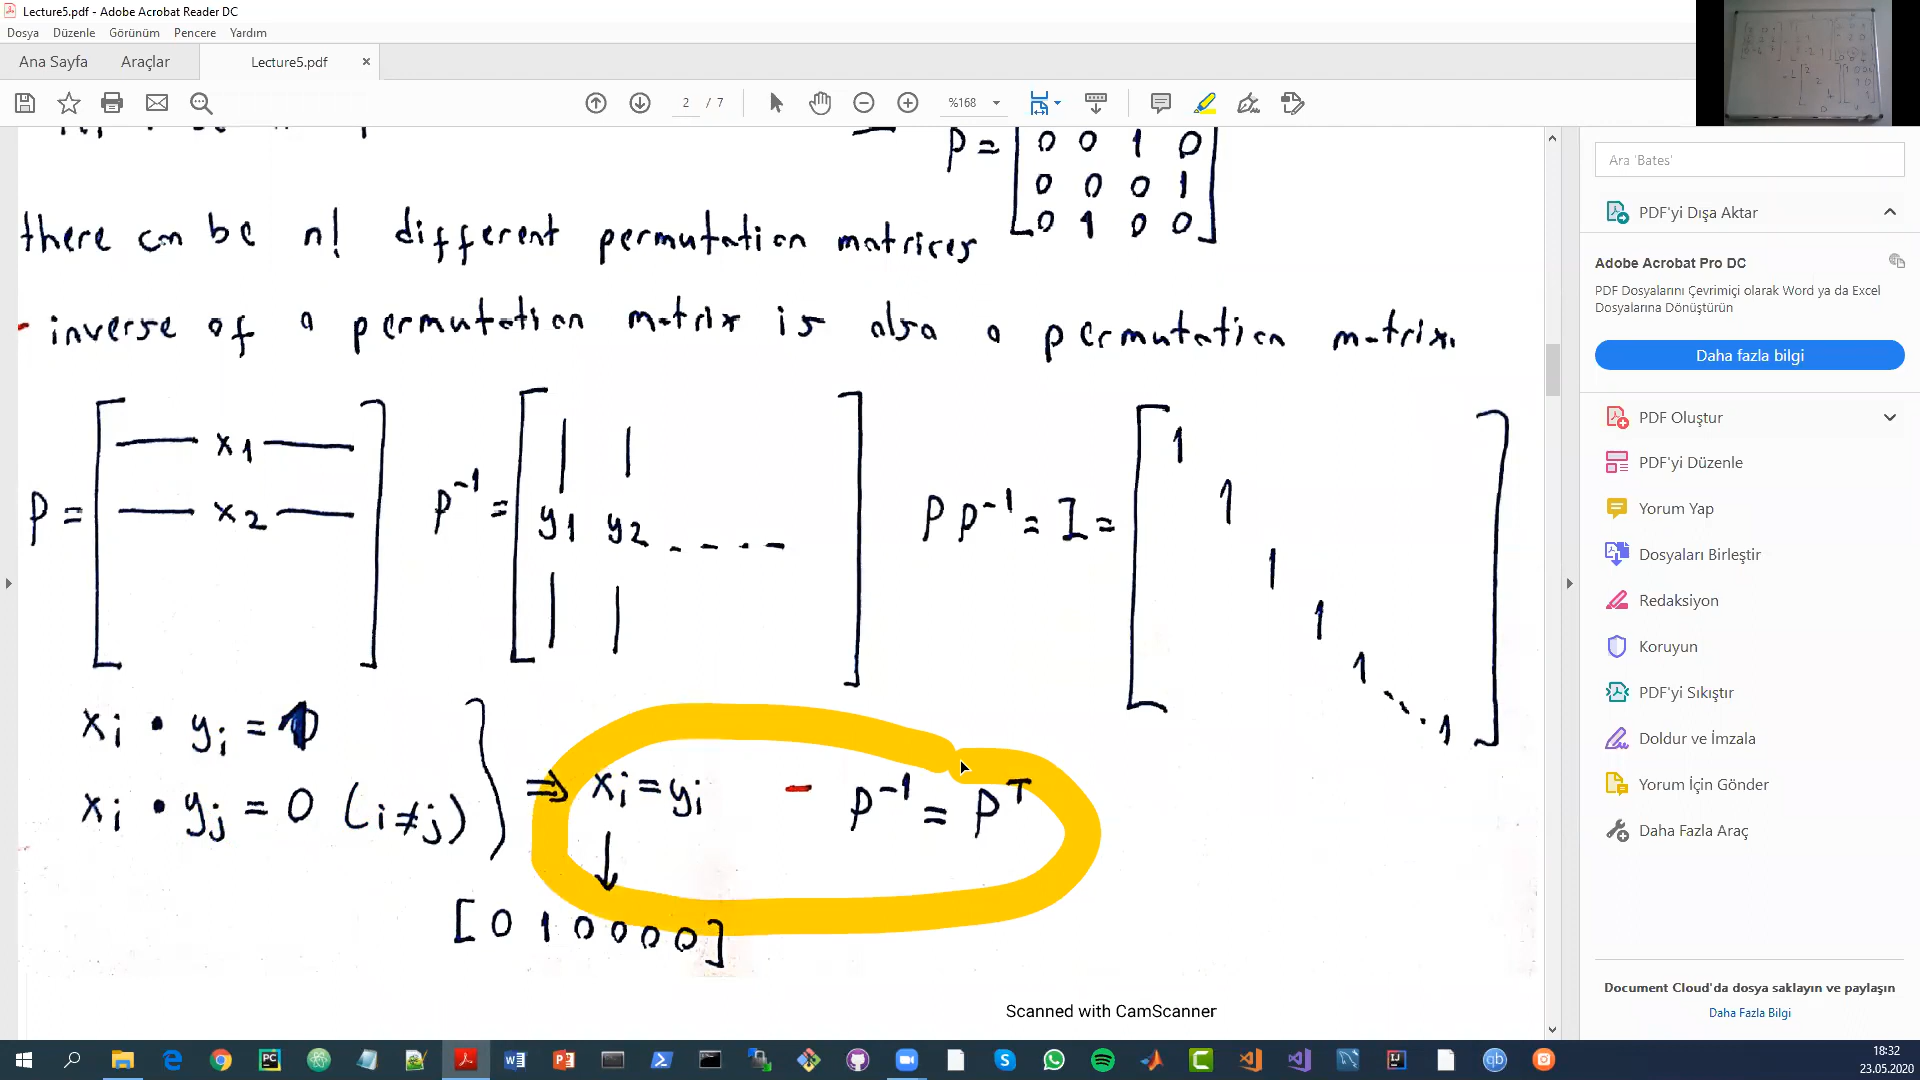 Lecture5.pdf - Adobe Acrobat Reader DC
Dosya Düzenle Görünüm Pencere Yardım
Ana Sayfa Araçlar Lecture5.pdf ×
2 / 7 %168
P = [
0 0 1 0
0 0 0 1
0 1 0 0 ]
there can be n! different permutation matrices
- inverse of a permutation matrix is also a permutation matrix.
P = [ — x1 —
— x2 — ]
P⁻¹ = [ y1 y2 ---- ]
P P⁻¹ = I = [ 1
1
1
1
1
⋱ 1 ]
xi • yi = 1
xi • yj = 0 (i≠j)
⇒ xi = yi - P⁻¹ = Pᵀ
↓
[0 1 0 0 0 0]
Scanned with CamScanner
Ara 'Bates'
PDF'yi Dışa Aktar
Adobe Acrobat Pro DC
PDF Dosyalarını Çevrimiçi olarak Word ya da Excel
Dosyalarına Dönüştürün
Daha fazla bilgi
PDF Oluştur
PDF'yi Düzenle
Yorum Yap
Dosyaları Birleştir
Redaksiyon
Koruyun
PDF'yi Sıkıştır
Doldur ve İmzala
Yorum İçin Gönder
Daha Fazla Araç
Document Cloud'da dosya saklayın ve paylaşın
Daha Fazla Bilgi
18:32
23.05.2020